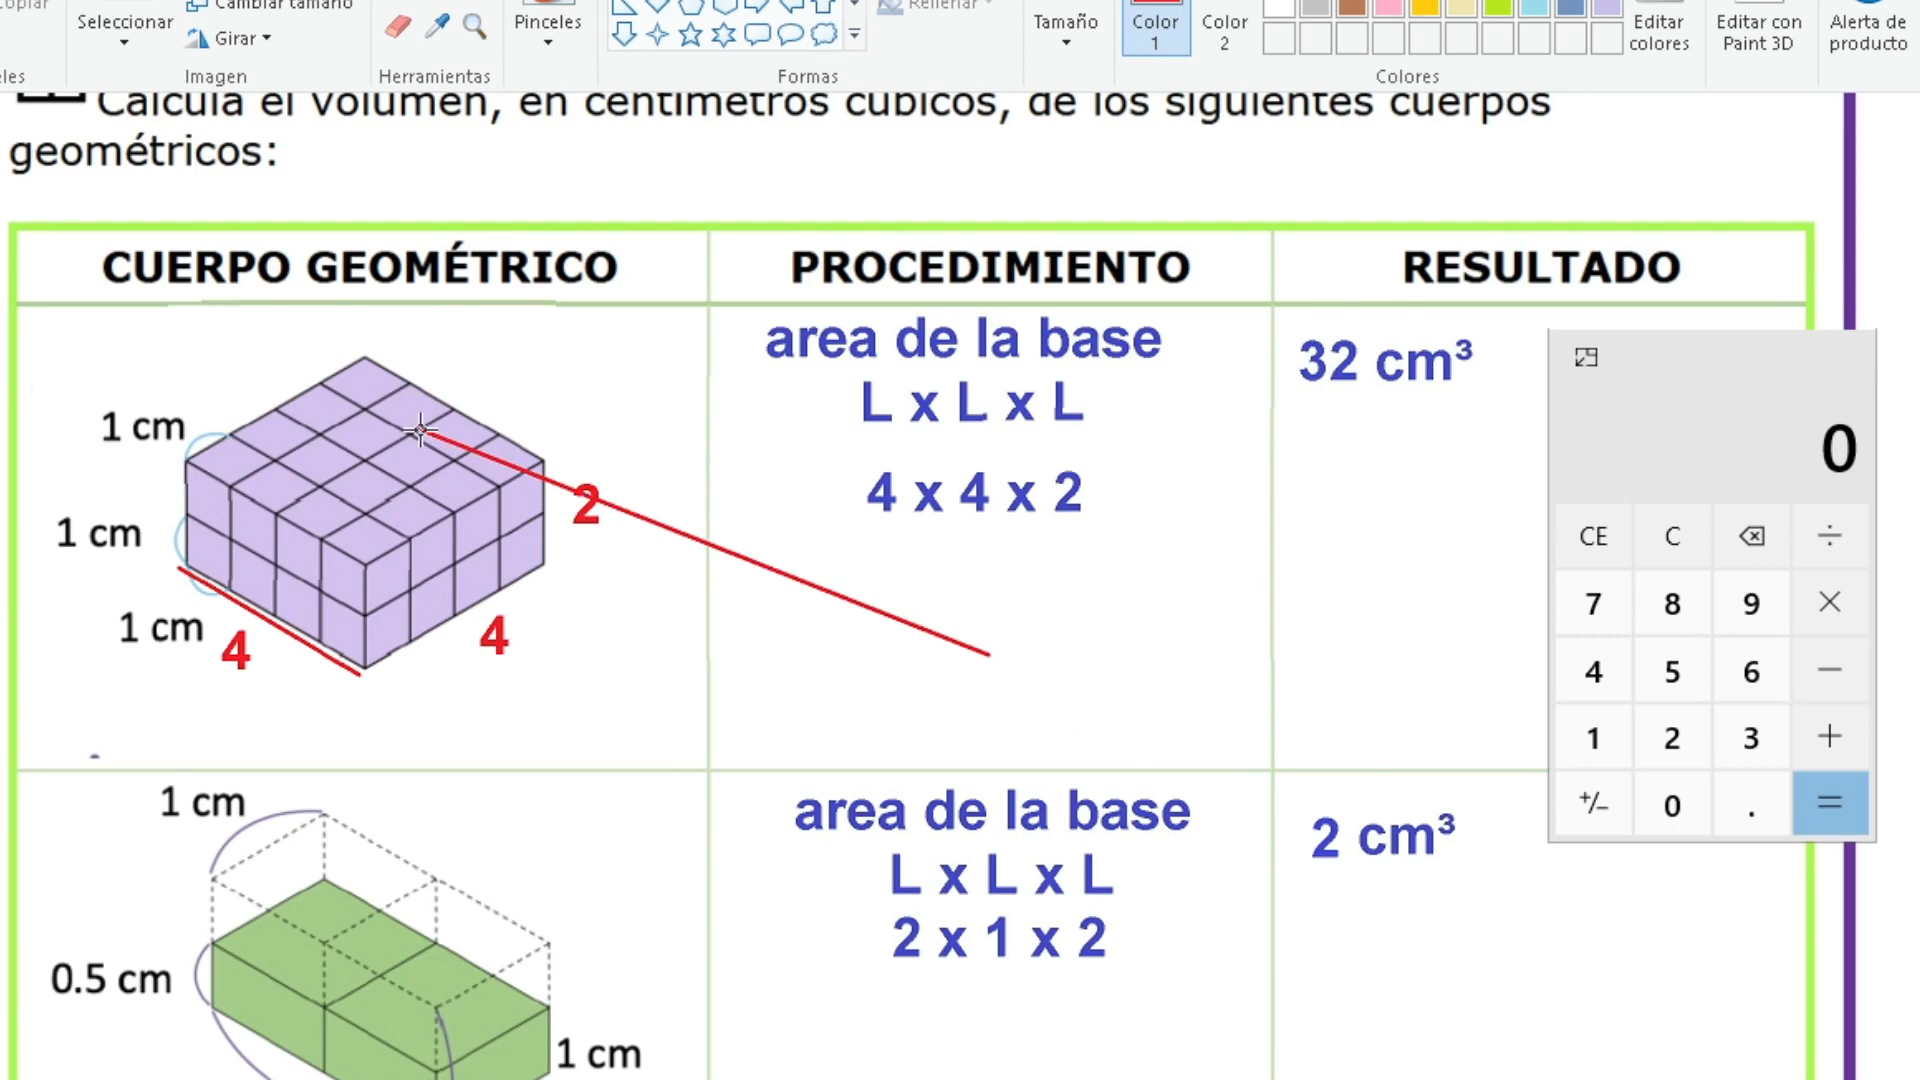 Cambiar tamaño
Rellenar
Seleccionar
Girar
Pinceles
Tamaño
Color
1
Color
2
Editar
colores
Editar con
Paint 3D
Alerta de
producto
Imagen
Herramientas
Formas
Colores
Calcula el volumen, en centímetros cúbicos, de los siguientes cuerpos
geométricos:
CUERPO GEOMÉTRICO
PROCEDIMIENTO
RESULTADO
1 cm
1 cm
1 cm
4
4
2
area de la base
L x L x L
4 x 4 x 2
32 cm³
0
CE C ÷
7 8 9 ×
4 5 6 −
1 2 3 +
+/− 0 . =
1 cm
0.5 cm
1 cm
area de la base
L x L x L
2 x 1 x 2
2 cm³